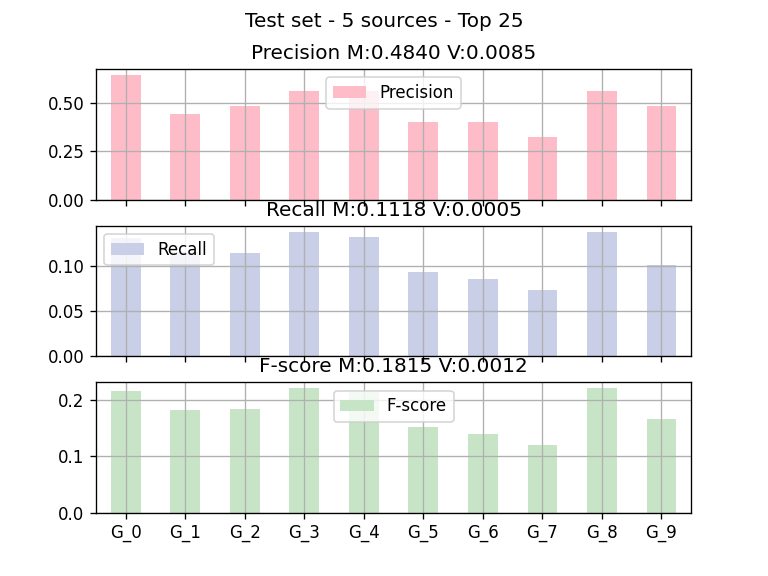 Test set - 5 sources - Top 25
Precision M:0.4840 V:0.0085
0.50
0.25
0.00
Precision
Recall M:0.1118 V:0.0005
0.10
0.05
0.00
Recall
F-score M:0.1815 V:0.0012
0.2
0.1
0.0
F-score
G_0 G_1 G_2 G_3 G_4 G_5 G_6 G_7 G_8 G_9